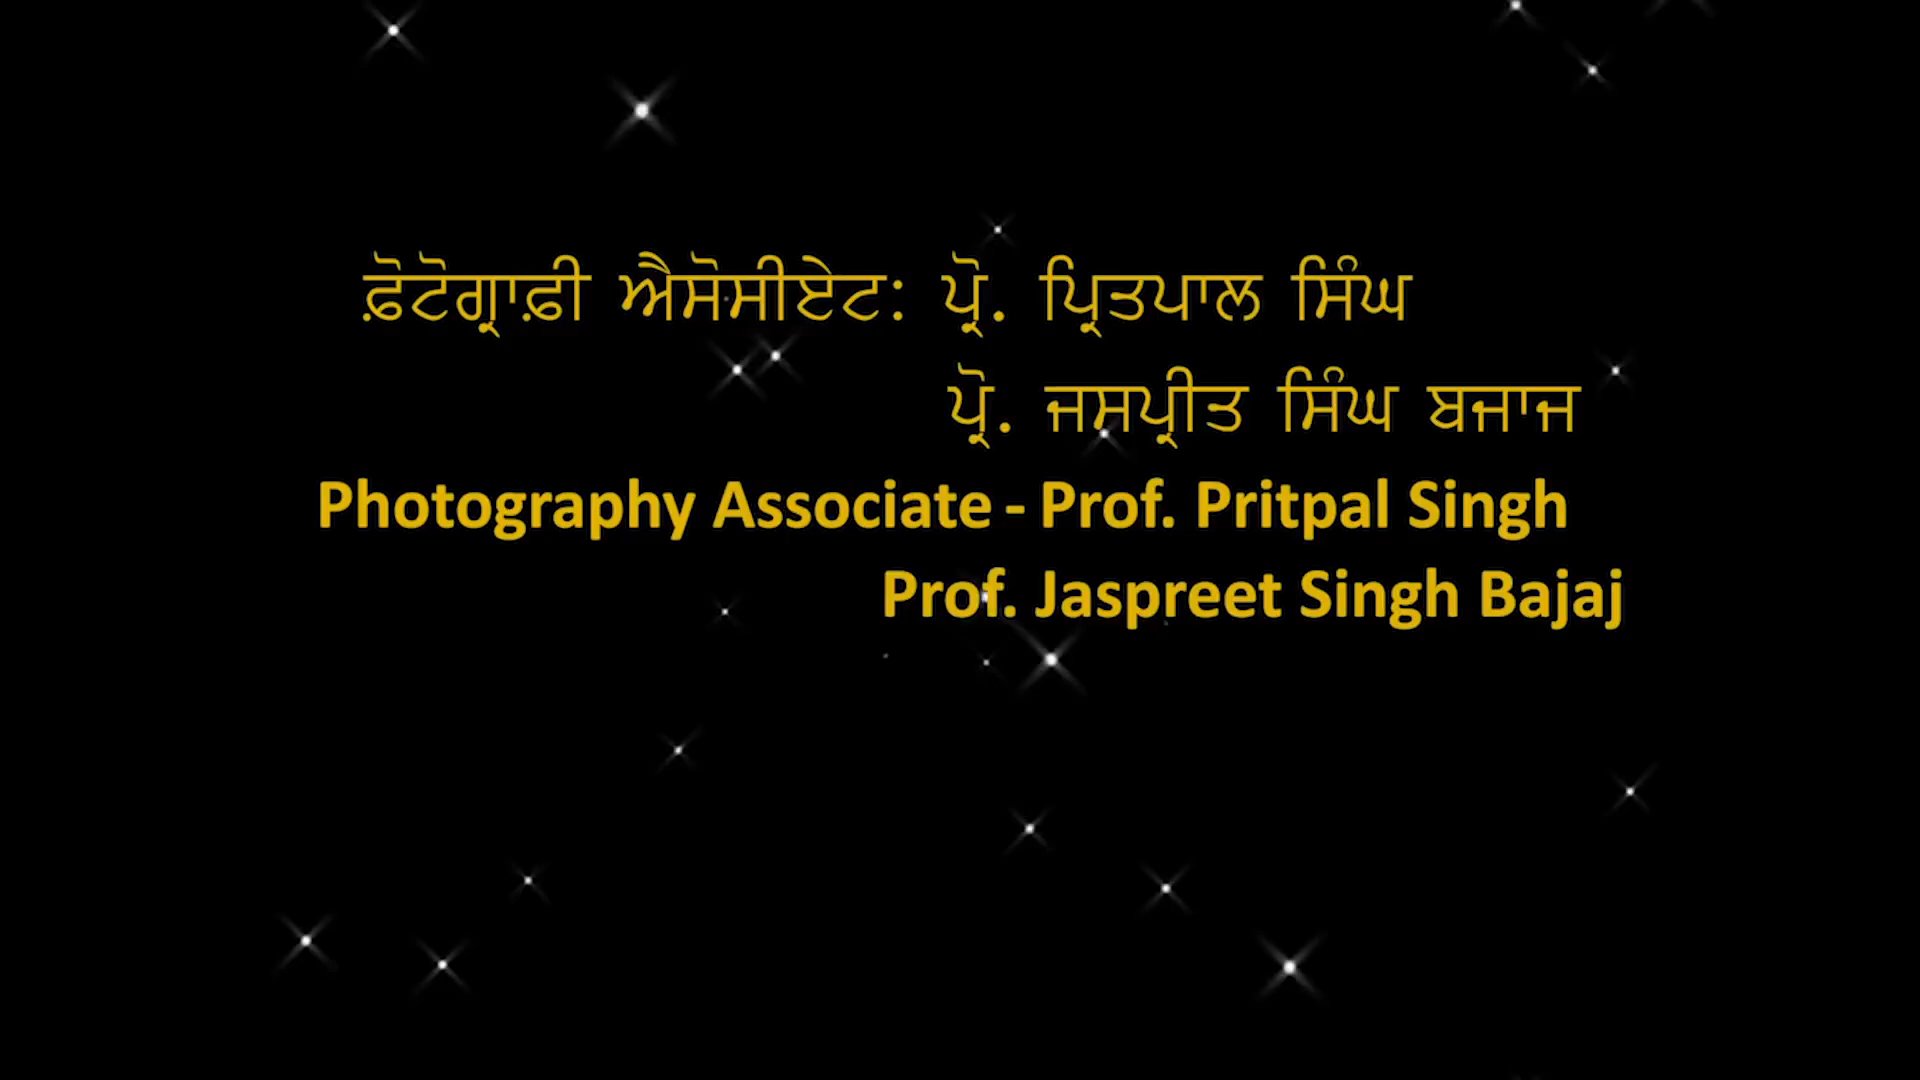 ਫ਼ੋਟੋਗ੍ਰਾਫ਼ੀ ਐਸੋਸੀਏਟ: ਪ੍ਰੋ. ਪ੍ਰਿਤਪਾਲ ਸਿੰਘ
ਪ੍ਰੋ. ਜਸਪ੍ਰੀਤ ਸਿੰਘ ਬਜਾਜ
Photography Associate - Prof. Pritpal Singh
Prof. Jaspreet Singh Bajaj